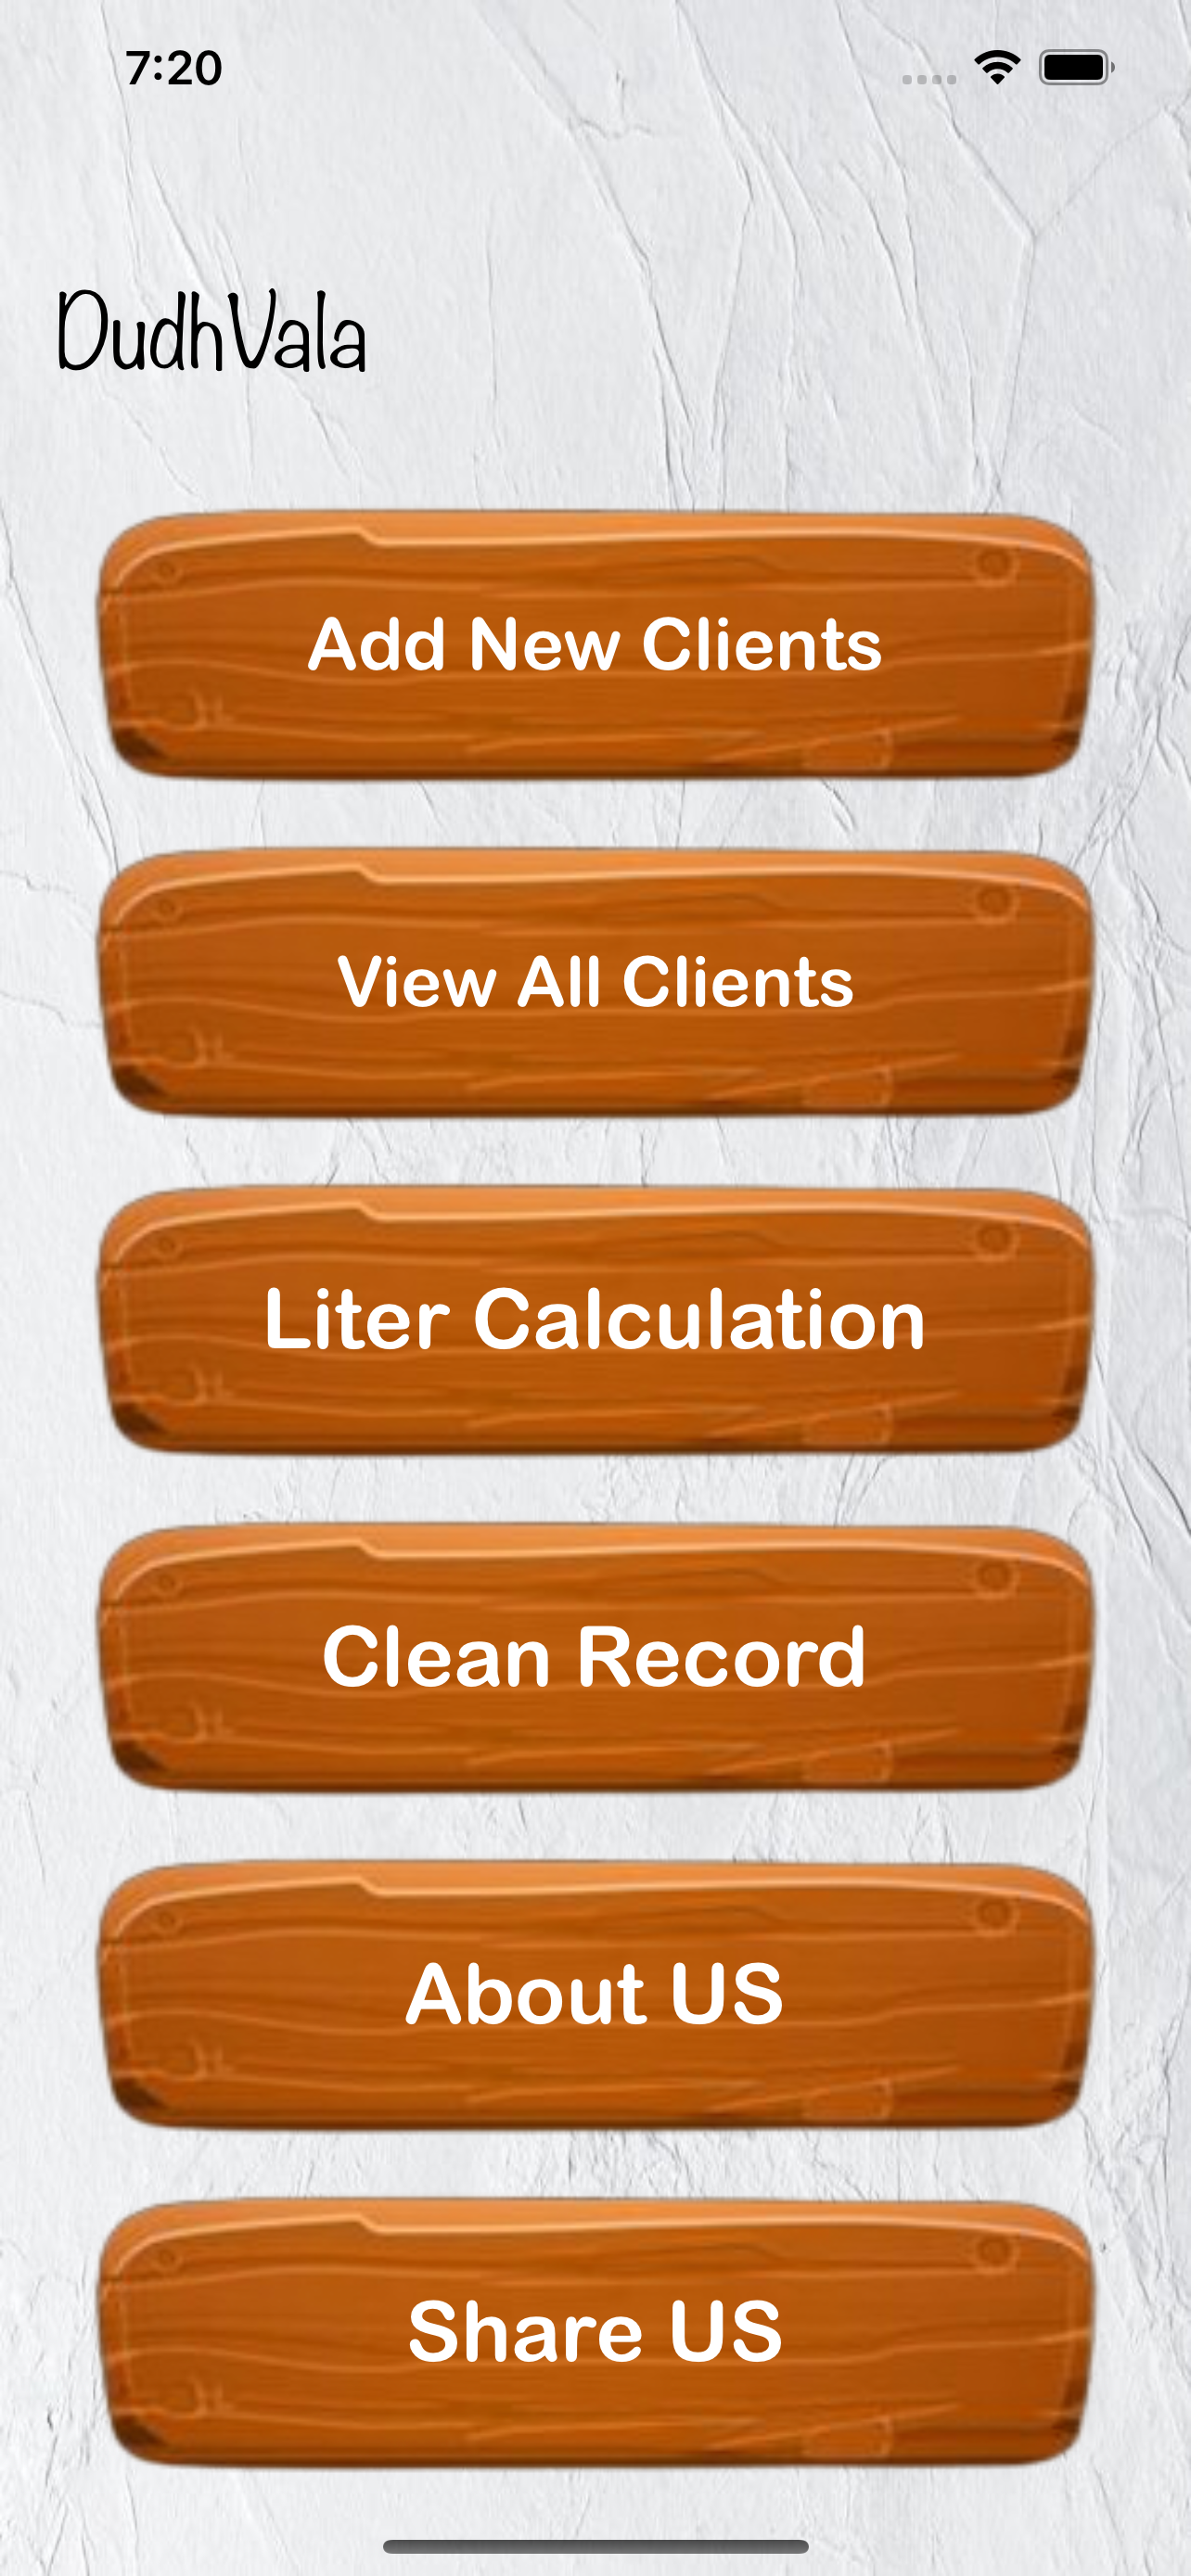 7:20
DudhVala
Add New Clients
View All Clients
Liter Calculation
Clean Record
About US
Share US